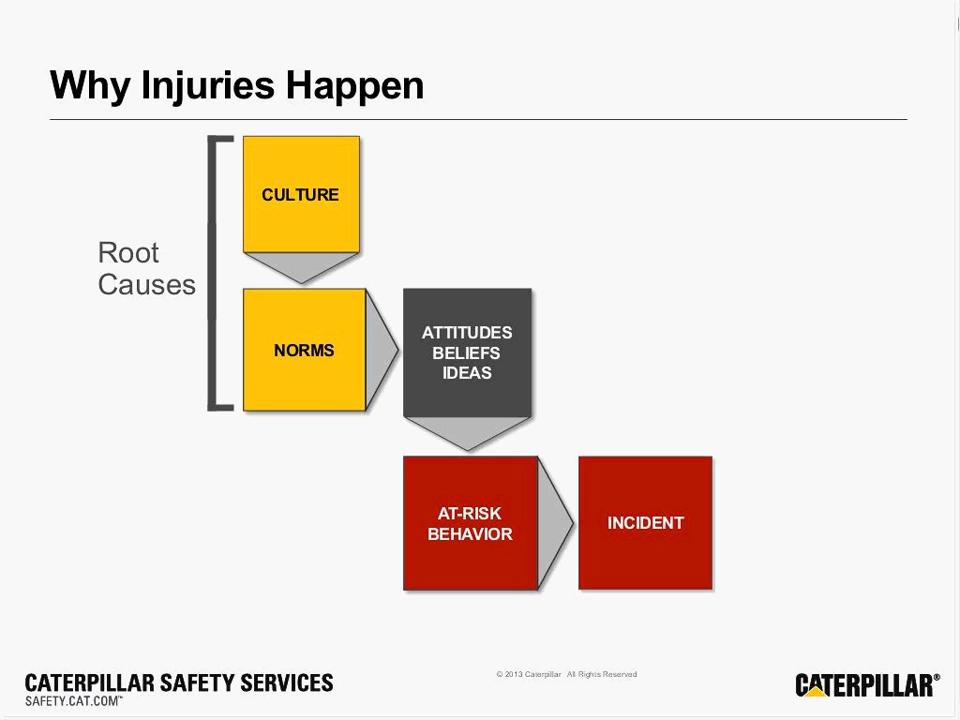 Why Injuries Happen
CULTURE
Root
Causes
NORMS
ATTITUDES
BELIEFS
IDEAS
AT-RISK
BEHAVIOR
INCIDENT
CATERPILLAR SAFETY SERVICES
SAFETY.CAT.COM™
© 2013 Caterpillar All Rights Reserved
CATERPILLAR®